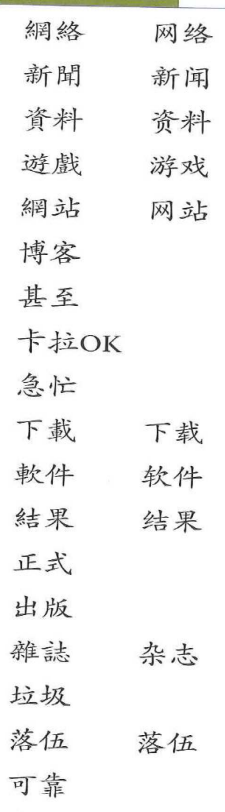 網絡 网络
新聞 新闻
資料 资料
遊戲 游戏
網站 网站
博客
甚至
卡拉OK
急忙
下載 下载
軟件 软件
結果 结果
正式
出版
雜誌 杂志
垃圾
落伍 落伍
可靠